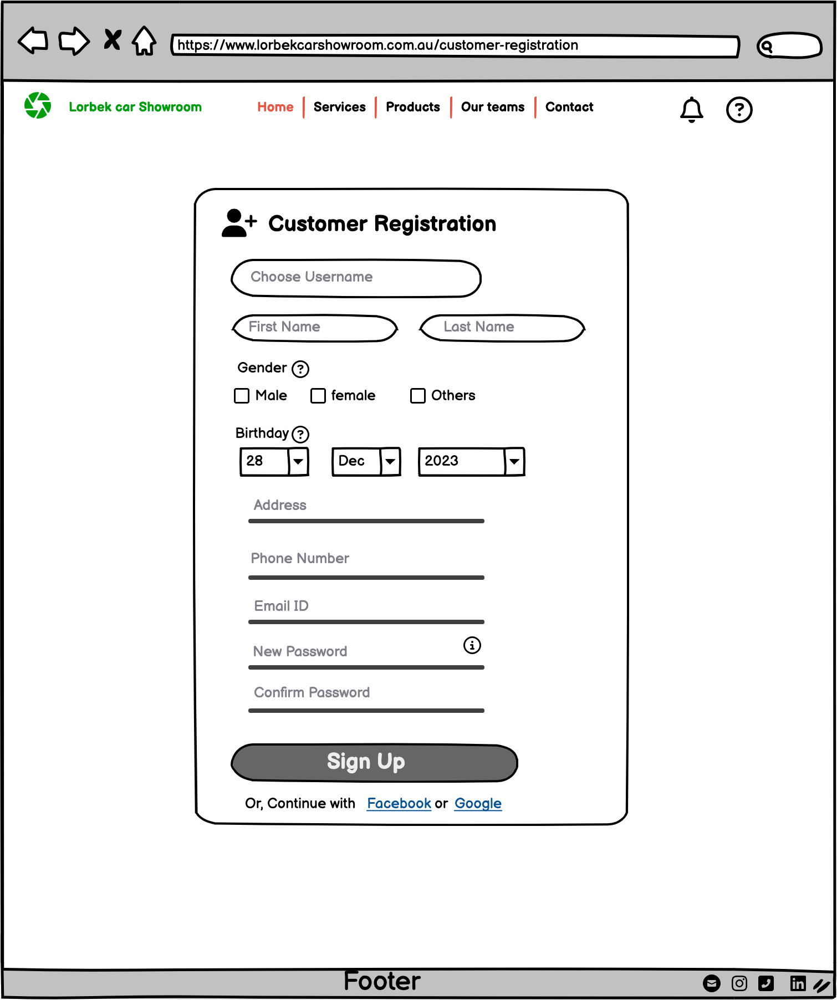 https://www.lorbekcarshowroom.com.au/customer-registration
Lorbek car Showroom Home Services Products Our teams Contact
Customer Registration
Choose Username
First Name Last Name
Gender
Male female Others
Birthday
28 Dec 2023
Address
Phone Number
Email ID
New Password
Confirm Password
Sign Up
Or, Continue with Facebook or Google
Footer